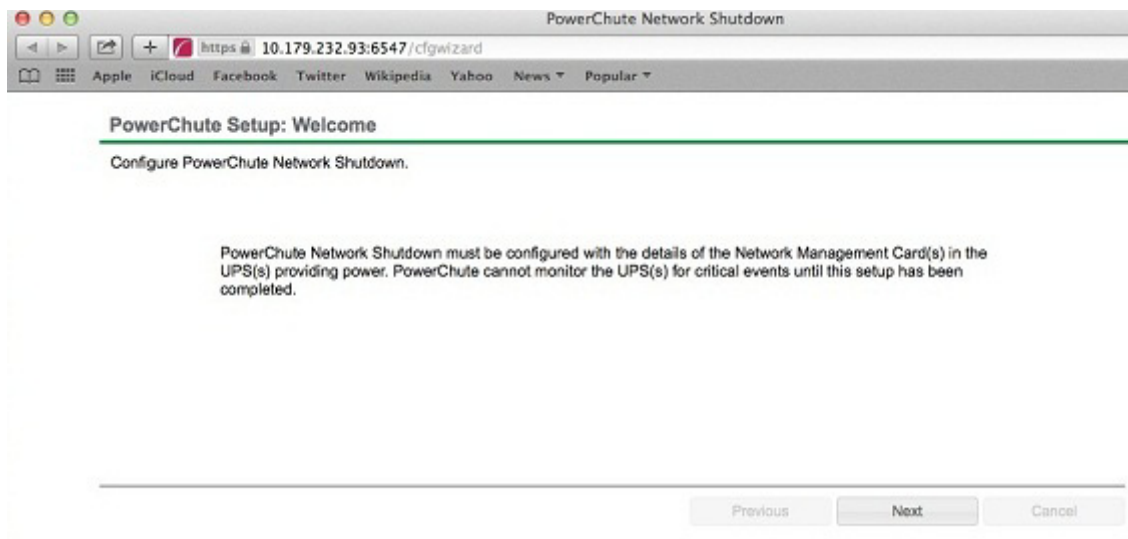 PowerChute Network Shutdown
https 10.179.232.93:6547/cfgwizard
Apple iCloud Facebook Twitter Wikipedia Yahoo News Popular
PowerChute Setup: Welcome
Configure PowerChute Network Shutdown.
PowerChute Network Shutdown must be configured with the details of the Network Management Card(s) in the
UPS(s) providing power. PowerChute cannot monitor the UPS(s) for critical events until this setup has been
completed.
Previous Next Cancel